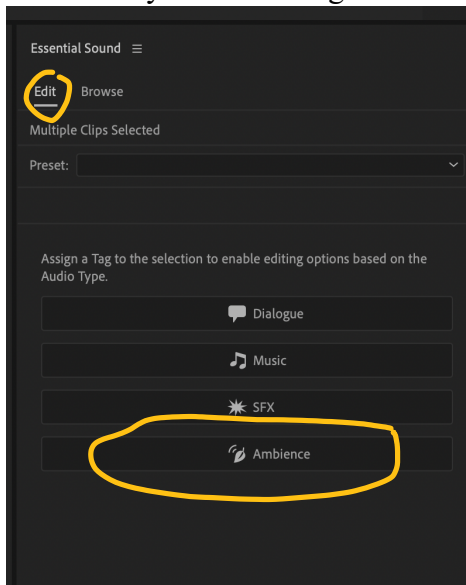 Essential Sound
Edit Browse
Multiple Clips Selected
Preset:
Assign a Tag to the selection to enable editing options based on the
Audio Type.
Dialogue
Music
SFX
Ambience